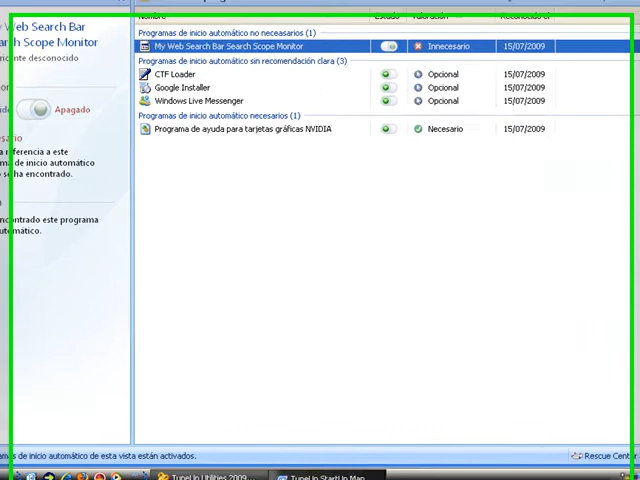 Web Search Bar
Search Scope Monitor
desconocido
Apagado
referencia a este
de inicio automático
se ha encontrado.
encontrado este programa
Nombre Estado Valoración Reconocido el
Programas de inicio automático no necesarios (1)
My Web Search Bar Search Scope Monitor Innecesario 15/07/2009
Programas de inicio automático sin recomendación clara (3)
CTF Loader Opcional 15/07/2009
Google Installer Opcional 15/07/2009
Windows Live Messenger Opcional 15/07/2009
Programas de inicio automático necesarios (1)
Programa de ayuda para tarjetas gráficas NVIDIA Necesario 15/07/2009
de inicio automático de esta vista están activados. Rescue Center
TuneUp Utilities 2009... TuneUp StartUp Man...